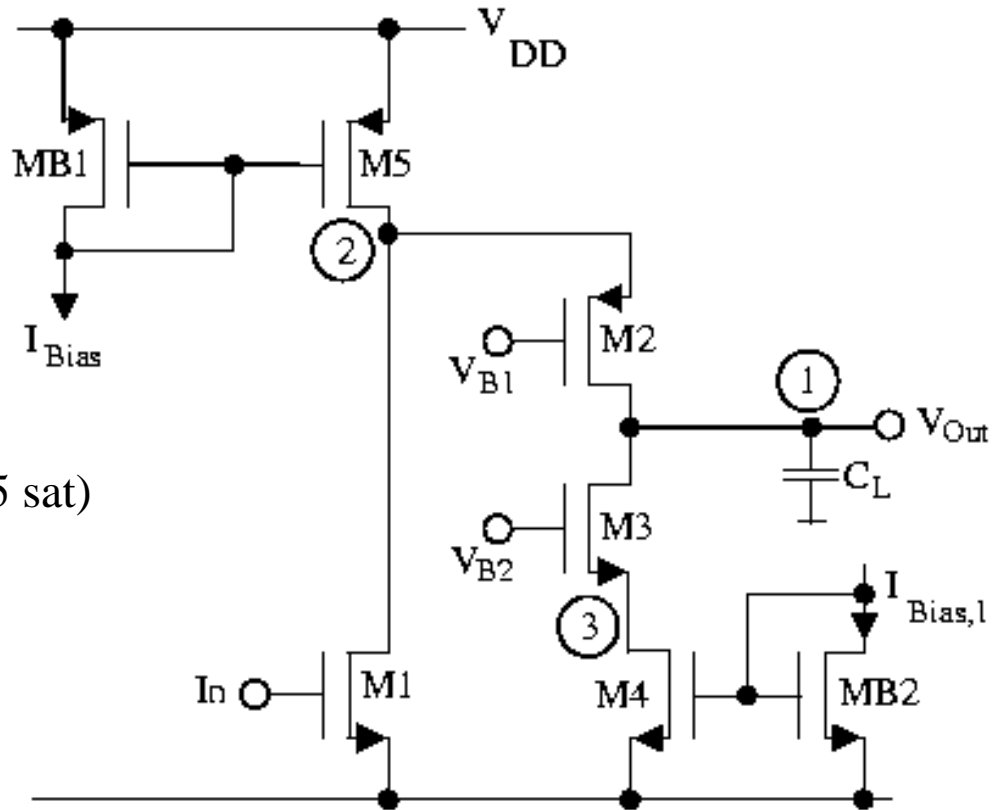 V DD
MB1
M5
2
I Bias
M2
V B1
1
V Out
C L
5 sat)
M3
V B2
3
I Bias,1
In
M1
M4
MB2